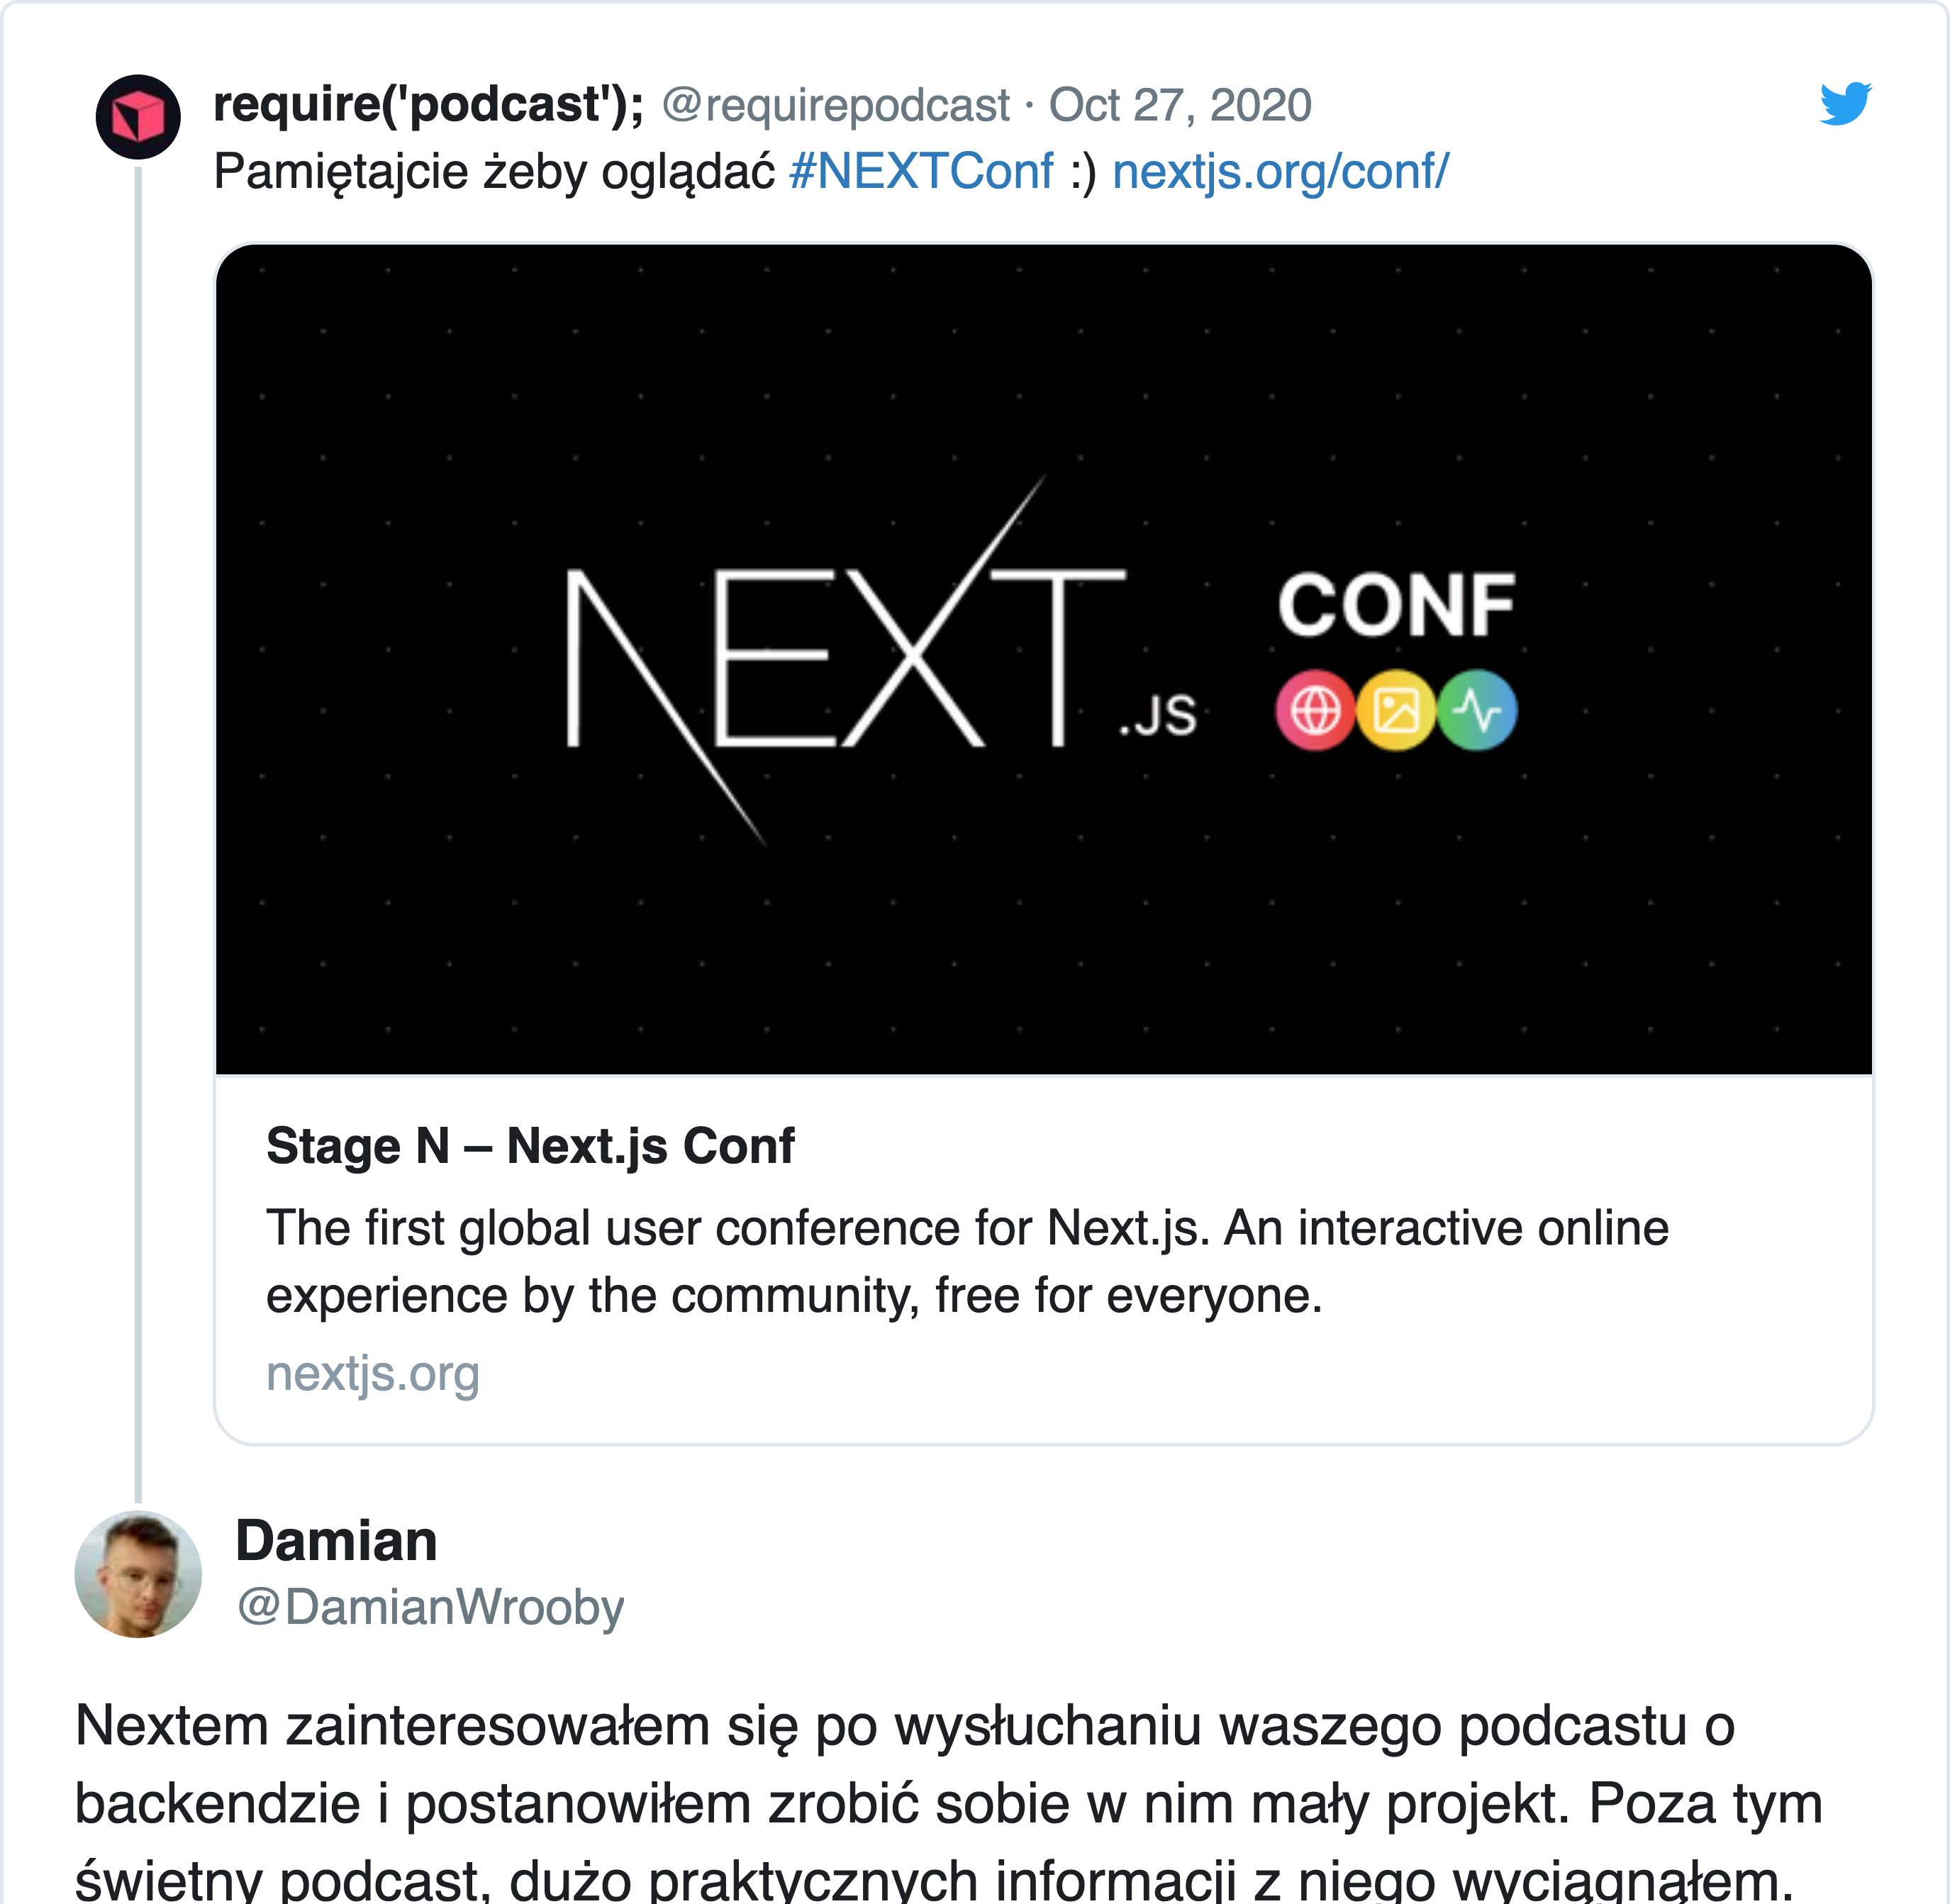 require('podcast'); @requirepodcast · Oct 27, 2020
Pamiętajcie żeby oglądać #NEXTConf :) nextjs.org/conf/
NEXT.JS CONF
Stage N – Next.js Conf
The first global user conference for Next.js. An interactive online
experience by the community, free for everyone.
nextjs.org
Damian
@DamianWrooby
Nextem zainteresowałem się po wysłuchaniu waszego podcastu o
backendzie i postanowiłem zrobić sobie w nim mały projekt. Poza tym
świetny podcast, dużo praktycznych informacji z niego wyciągnąłem.